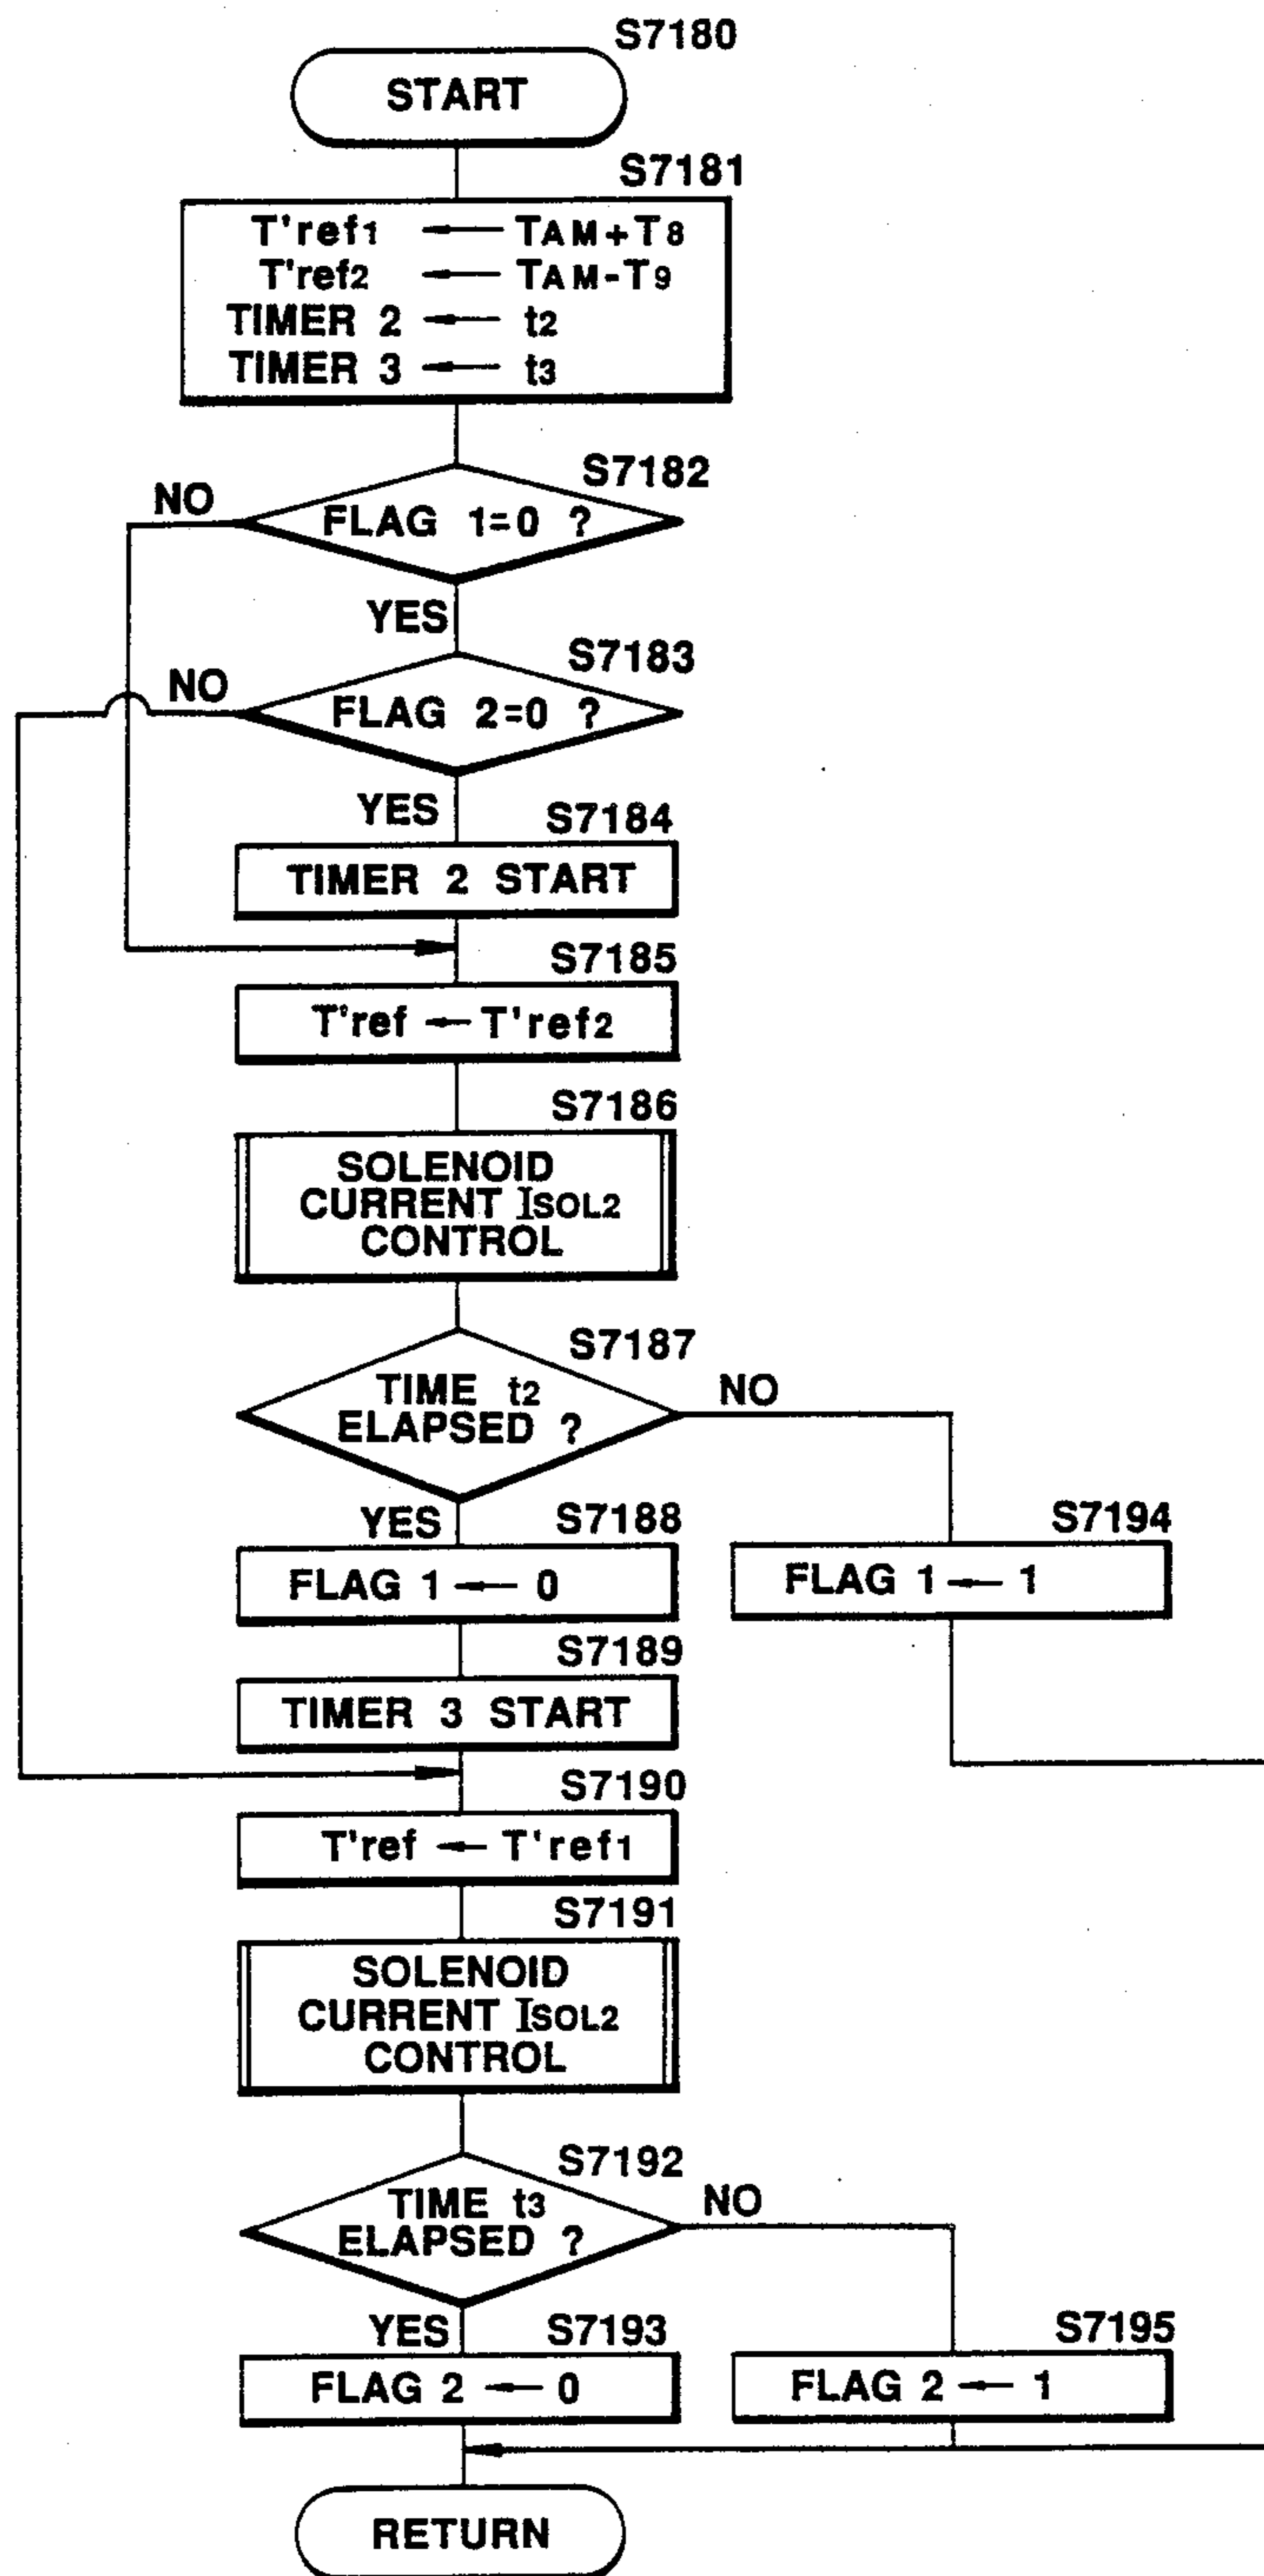 S7180
START
S7181
T'ref1 ← TAM+T8
T'ref2 ← TAM-T9
TIMER 2 ← t2
TIMER 3 ← t3
S7182
NO
FLAG 1=0 ?
YES
S7183
NO
FLAG 2=0 ?
YES
S7184
TIMER 2 START
S7185
T'ref ← T'ref2
S7186
SOLENOID
CURRENT ISOL2
CONTROL
S7187
TIME t2
ELAPSED ?
NO
YES
S7188
FLAG 1 ← 0
S7194
FLAG 1 ← 1
S7189
TIMER 3 START
S7190
T'ref ← T'ref1
S7191
SOLENOID
CURRENT ISOL2
CONTROL
S7192
TIME t3
ELAPSED ?
NO
YES
S7193
FLAG 2 ← 0
S7195
FLAG 2 ← 1
RETURN